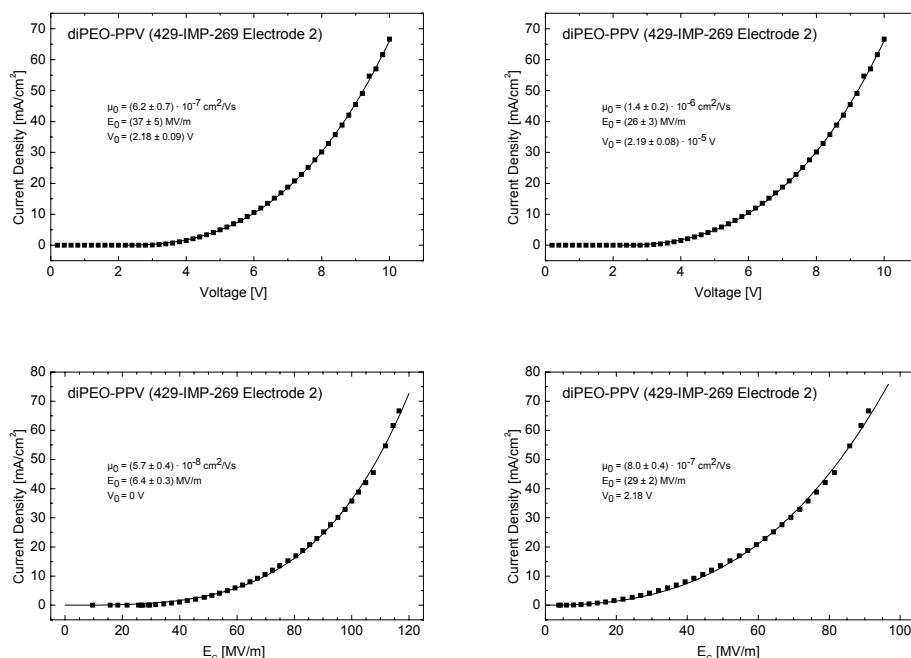 diPEO-PPV (429-IMP-269 Electrode 2)
µ0 = (6.2 ± 0.7) · 10-7 cm2/Vs
E0 = (37 ± 5) MV/m
V0 = (2.18 ± 0.09) V
Current Density [mA/cm2]
70
60
50
40
30
20
10
0
0 2 4 6 8 10
Voltage [V]
diPEO-PPV (429-IMP-269 Electrode 2)
µ0 = (1.4 ± 0.2) · 10-6 cm2/Vs
E0 = (26 ± 3) MV/m
V0 = (2.19 ± 0.08) · 10-5 V
Current Density [mA/cm2]
70
60
50
40
30
20
10
0
0 2 4 6 8 10
Voltage [V]
diPEO-PPV (429-IMP-269 Electrode 2)
µ0 = (5.7 ± 0.4) · 10-8 cm2/Vs
E0 = (6.4 ± 0.3) MV/m
V0 = 0 V
Current Density [mA/cm2]
80
70
60
50
40
30
20
10
0
0 20 40 60 80 100 120
[MV/m]
diPEO-PPV (429-IMP-269 Electrode 2)
µ0 = (8.0 ± 0.4) · 10-7 cm2/Vs
E0 = (29 ± 2) MV/m
V0 = 2.18 V
Current Density [mA/cm2]
80
70
60
50
40
30
20
10
0
0 20 40 60 80 100
[MV/m]